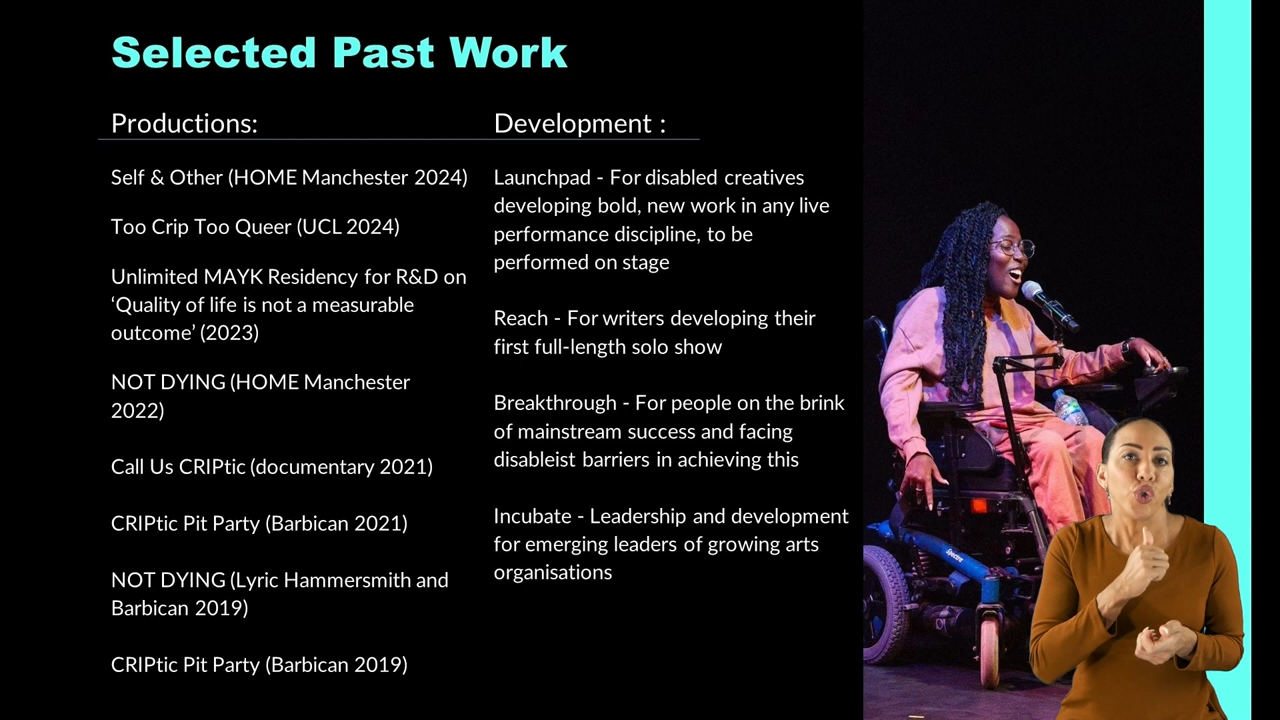 Selected Past Work
Productions:
Self & Other (HOME Manchester 2024)
Too Crip Too Queer (UCL 2024)
Unlimited MAYK Residency for R&D on
‘Quality of life is not a measurable
outcome’ (2023)
NOT DYING (HOME Manchester
2022)
Call Us CRIPtic (documentary 2021)
CRIPtic Pit Party (Barbican 2021)
NOT DYING (Lyric Hammersmith and
Barbican 2019)
CRIPtic Pit Party (Barbican 2019)
Development :
Launchpad - For disabled creatives
developing bold, new work in any live
performance discipline, to be
performed on stage
Reach - For writers developing their
first full-length solo show
Breakthrough - For people on the brink
of mainstream success and facing
disableist barriers in achieving this
Incubate - Leadership and development
for emerging leaders of growing arts
organisations
Spectra